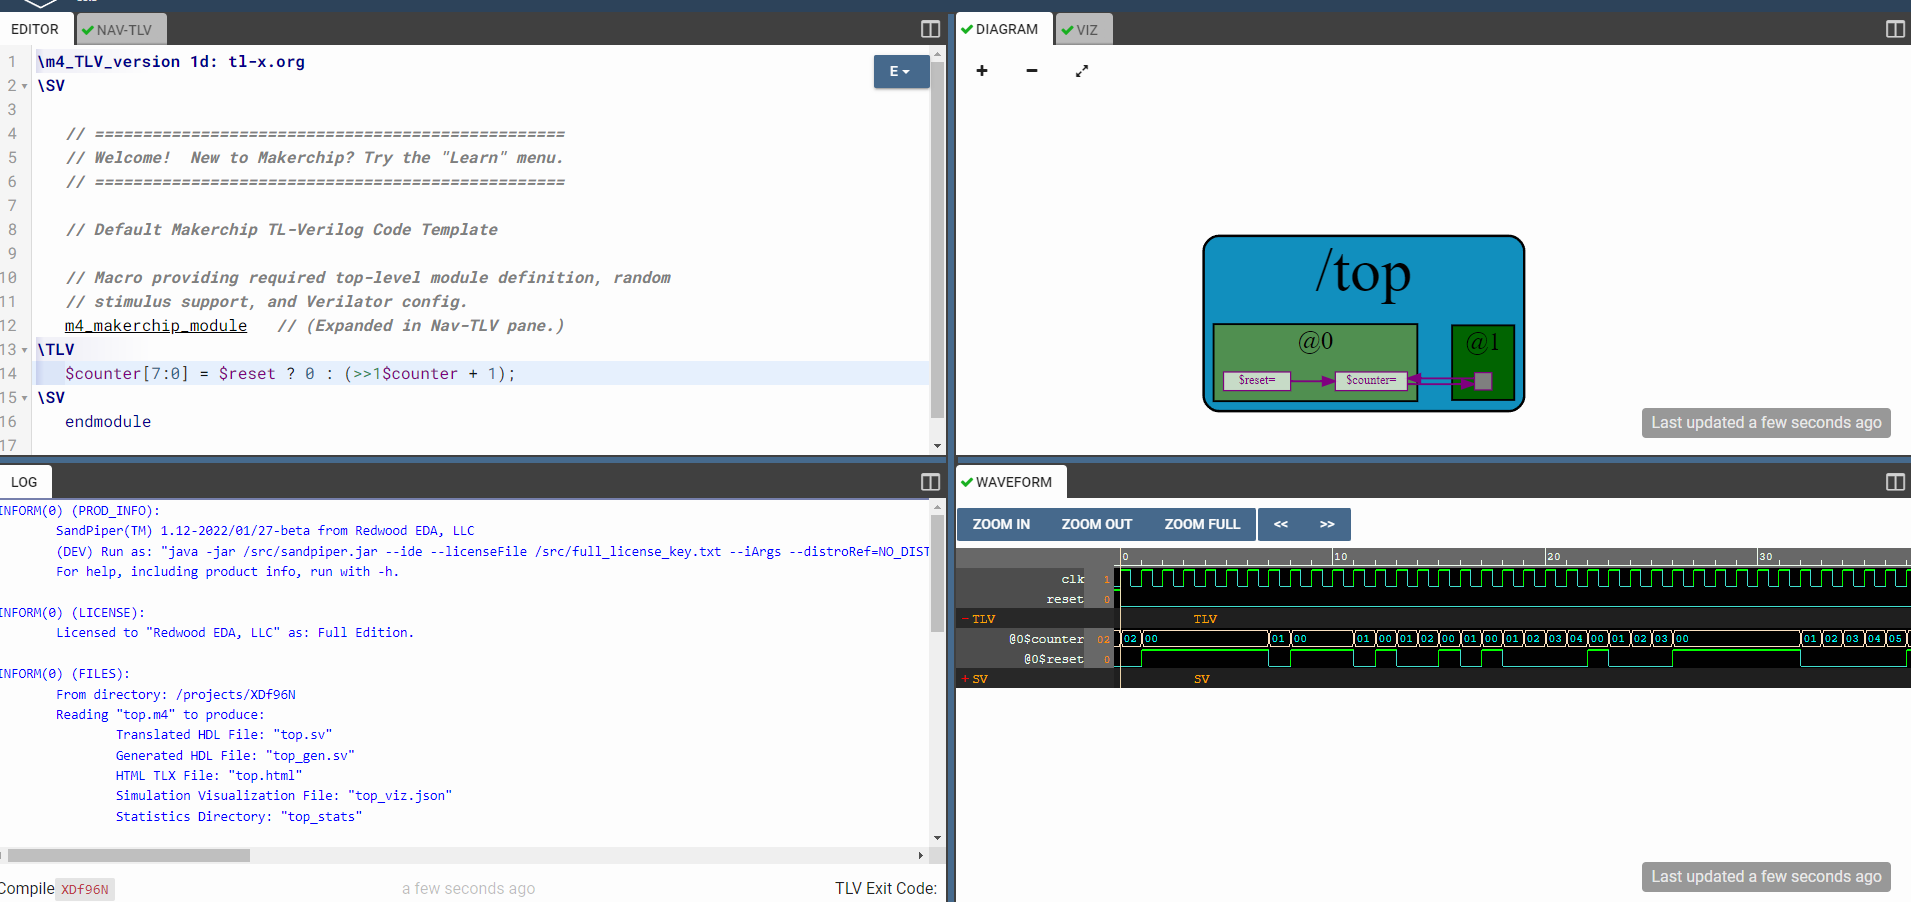 EDITOR
NAV-TLV
E
1 \m4_TLV_version 1d: tl-x.org
2 \SV
3
4 // =================================================
5 // Welcome!  New to Makerchip? Try the "Learn" menu.
6 // =================================================
7
8 // Default Makerchip TL-Verilog Code Template
9
10 // Macro providing required top-level module definition, random
11 // stimulus support, and Verilator config.
12 m4_makerchip_module   // (Expanded in Nav-TLV pane.)
13 \TLV
14 $counter[7:0] = $reset ? 0 : (>>1$counter + 1);
15 \SV
16 endmodule
17
DIAGRAM
VIZ
/top
@0
@1
$reset=
$counter=
Last updated a few seconds ago
LOG
INFORM(0) (PROD_INFO):
SandPiper(TM) 1.12-2022/01/27-beta from Redwood EDA, LLC
(DEV) Run as: "java -jar /src/sandpiper.jar --ide --licenseFile /src/full_license_key.txt --iArgs --distroRef=NO_DIST
For help, including product info, run with -h.
INFORM(0) (LICENSE):
Licensed to "Redwood EDA, LLC" as: Full Edition.
INFORM(0) (FILES):
From directory: /projects/XDf96N
Reading "top.m4" to produce:
Translated HDL File: "top.sv"
Generated HDL File: "top_gen.sv"
HTML TLX File: "top.html"
Simulation Visualization File: "top_viz.json"
Statistics Directory: "top_stats"
Compile XDf96N
a few seconds ago
TLV Exit Code:
WAVEFORM
ZOOM IN
ZOOM OUT
ZOOM FULL
<<
>>
0 10 20 30
clk 1
reset 0
- TLV TLV
@0$counter 02 02 00 01 00 01 00 01 02 00 01 00 01 02 03 04 00 01 02 03 00 01 02 03 04 05
@0$reset 0
+ SV SV
Last updated a few seconds ago